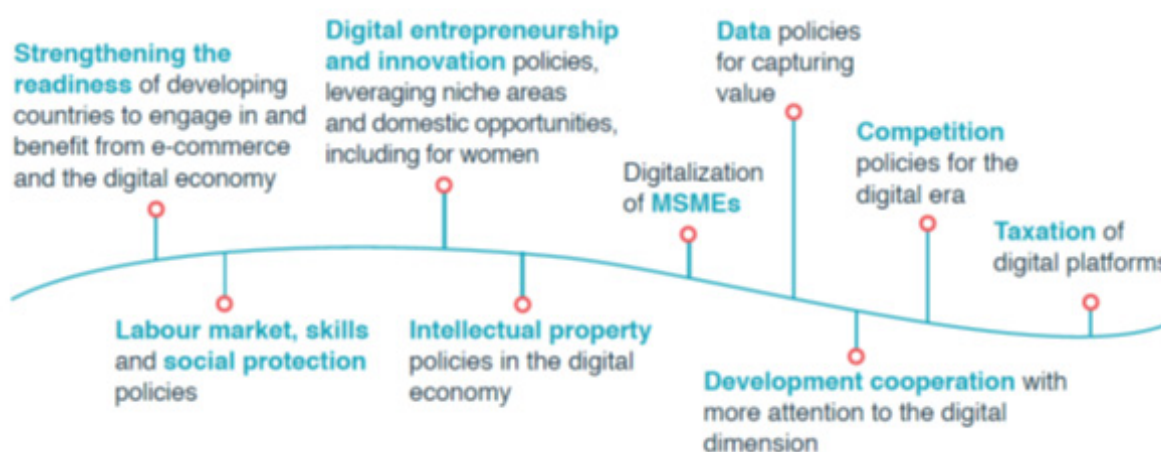 Strengthening the
readiness of developing
countries to engage in and
benefit from e-commerce
and the digital economy
Labour market, skills
and social protection
policies
Digital entrepreneurship
and innovation policies,
leveraging niche areas
and domestic opportunities,
including for women
Intellectual property
policies in the digital
economy
Digitalization
of MSMEs
Data policies
for capturing
value
Development cooperation with
more attention to the digital
dimension
Competition
policies for the
digital era
Taxation of
digital platforms